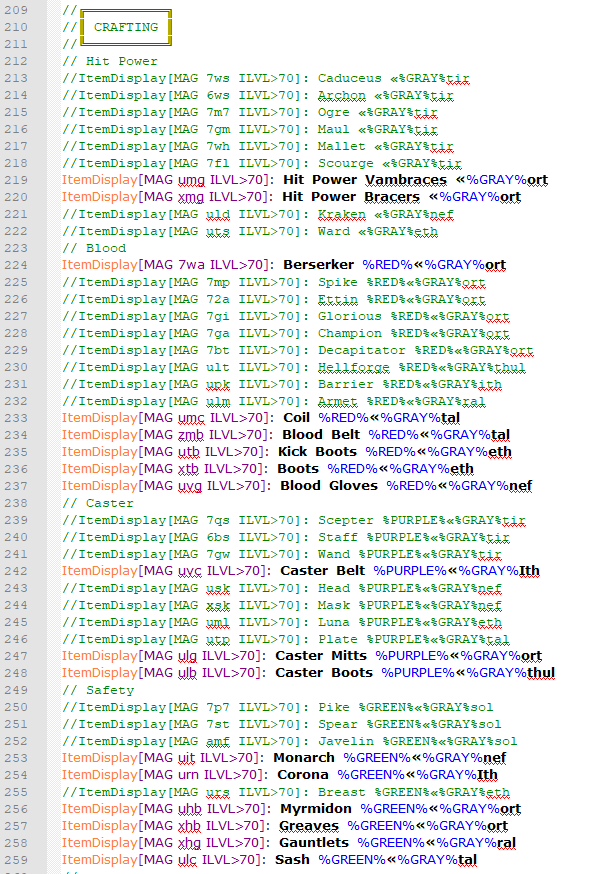 209 //╔══════════╗
210 //║ CRAFTING ║
211 //╚══════════╝
212 // Hit Power
213 //ItemDisplay[MAG 7ws ILVL>70]: Caduceus «%GRAY%tir
214 //ItemDisplay[MAG 6ws ILVL>70]: Archon «%GRAY%tir
215 //ItemDisplay[MAG 7m7 ILVL>70]: Ogre «%GRAY%tir
216 //ItemDisplay[MAG 7gm ILVL>70]: Maul «%GRAY%tir
217 //ItemDisplay[MAG 7wh ILVL>70]: Mallet «%GRAY%tir
218 //ItemDisplay[MAG 7fl ILVL>70]: Scourge «%GRAY%tir
219 ItemDisplay[MAG umg ILVL>70]: Hit Power Vambraces «%GRAY%ort
220 ItemDisplay[MAG xmg ILVL>70]: Hit Power Bracers «%GRAY%ort
221 //ItemDisplay[MAG uld ILVL>70]: Kraken «%GRAY%nef
222 //ItemDisplay[MAG uts ILVL>70]: Ward «%GRAY%eth
223 // Blood
224 ItemDisplay[MAG 7wa ILVL>70]: Berserker %RED%«%GRAY%ort
225 //ItemDisplay[MAG 7mp ILVL>70]: Spike %RED%«%GRAY%ort
226 //ItemDisplay[MAG 72a ILVL>70]: Ettin %RED%«%GRAY%ort
227 //ItemDisplay[MAG 7gi ILVL>70]: Glorious %RED%«%GRAY%ort
228 //ItemDisplay[MAG 7ga ILVL>70]: Champion %RED%«%GRAY%ort
229 //ItemDisplay[MAG 7bt ILVL>70]: Decapitator %RED%«%GRAY%ort
230 //ItemDisplay[MAG ult ILVL>70]: Hellforge %RED%«%GRAY%thul
231 //ItemDisplay[MAG upk ILVL>70]: Barrier %RED%«%GRAY%ith
232 //ItemDisplay[MAG ulm ILVL>70]: Armet %RED%«%GRAY%ral
233 ItemDisplay[MAG umc ILVL>70]: Coil %RED%«%GRAY%tal
234 ItemDisplay[MAG zmb ILVL>70]: Blood Belt %RED%«%GRAY%tal
235 ItemDisplay[MAG utb ILVL>70]: Kick Boots %RED%«%GRAY%eth
236 ItemDisplay[MAG xtb ILVL>70]: Boots %RED%«%GRAY%eth
237 ItemDisplay[MAG uvg ILVL>70]: Blood Gloves %RED%«%GRAY%nef
238 // Caster
239 //ItemDisplay[MAG 7qs ILVL>70]: Scepter %PURPLE%«%GRAY%tir
240 //ItemDisplay[MAG 6bs ILVL>70]: Staff %PURPLE%«%GRAY%tir
241 //ItemDisplay[MAG 7gw ILVL>70]: Wand %PURPLE%«%GRAY%tir
242 ItemDisplay[MAG uvc ILVL>70]: Caster Belt %PURPLE%«%GRAY%Ith
243 //ItemDisplay[MAG usk ILVL>70]: Head %PURPLE%«%GRAY%nef
244 //ItemDisplay[MAG xsk ILVL>70]: Mask %PURPLE%«%GRAY%nef
245 //ItemDisplay[MAG uml ILVL>70]: Luna %PURPLE%«%GRAY%eth
246 //ItemDisplay[MAG utp ILVL>70]: Plate %PURPLE%«%GRAY%tal
247 ItemDisplay[MAG ulg ILVL>70]: Caster Mitts %PURPLE%«%GRAY%ort
248 ItemDisplay[MAG ulb ILVL>70]: Caster Boots %PURPLE%«%GRAY%thul
249 // Safety
250 //ItemDisplay[MAG 7p7 ILVL>70]: Pike %GREEN%«%GRAY%sol
251 //ItemDisplay[MAG 7st ILVL>70]: Spear %GREEN%«%GRAY%sol
252 //ItemDisplay[MAG amf ILVL>70]: Javelin %GREEN%«%GRAY%sol
253 ItemDisplay[MAG uit ILVL>70]: Monarch %GREEN%«%GRAY%nef
254 ItemDisplay[MAG urn ILVL>70]: Corona %GREEN%«%GRAY%Ith
255 //ItemDisplay[MAG urs ILVL>70]: Breast %GREEN%«%GRAY%eth
256 ItemDisplay[MAG uhb ILVL>70]: Myrmidon %GREEN%«%GRAY%ort
257 ItemDisplay[MAG xhb ILVL>70]: Greaves %GREEN%«%GRAY%ort
258 ItemDisplay[MAG xhg ILVL>70]: Gauntlets %GREEN%«%GRAY%ral
259 ItemDisplay[MAG ulc ILVL>70]: Sash %GREEN%«%GRAY%tal